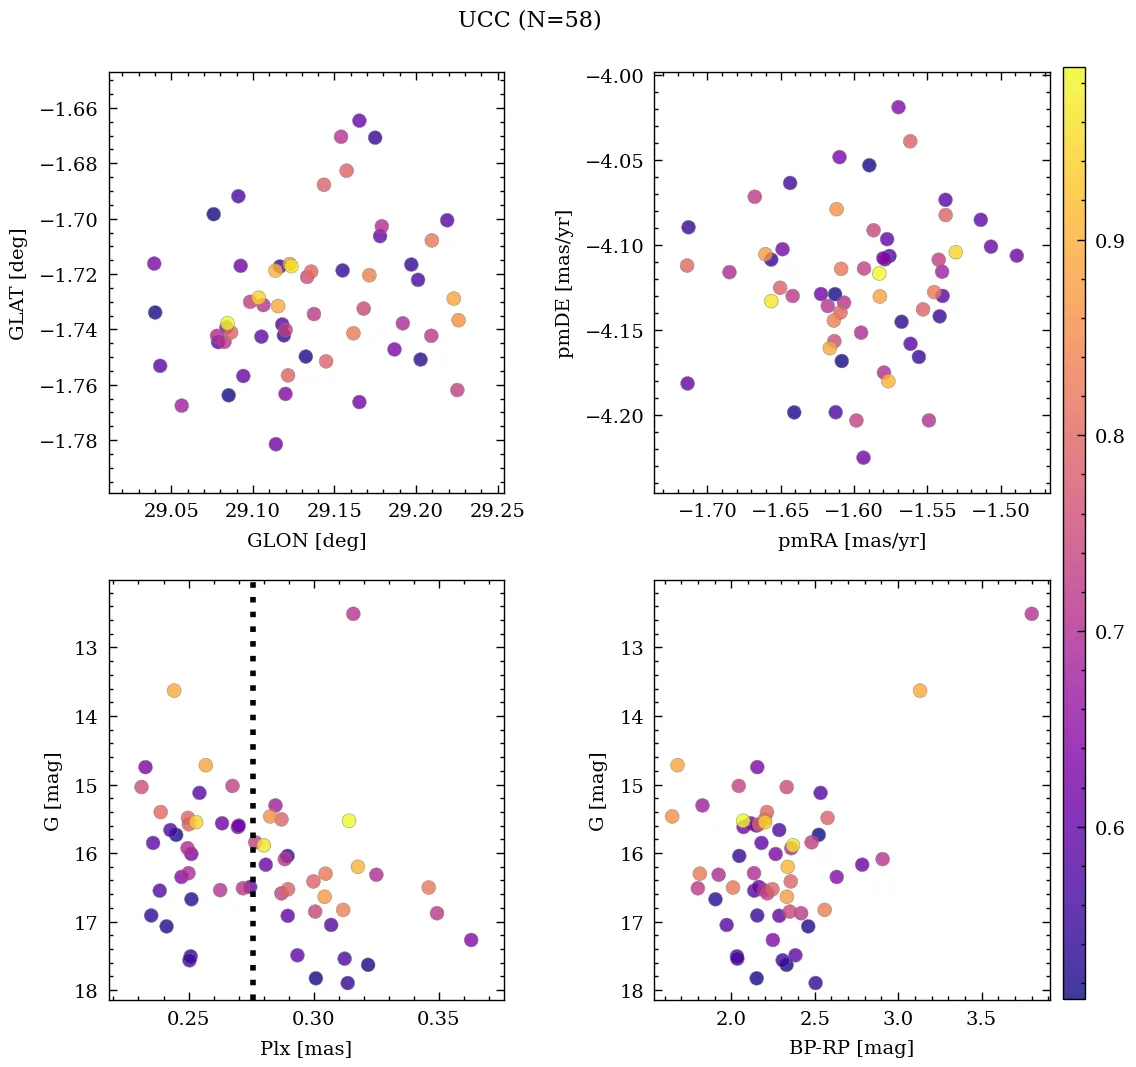 UCC (N=58)
−1.66
−1.68
−1.70
−1.72
−1.74
−1.76
−1.78
GLAT [deg]
29.05 29.10 29.15 29.20 29.25
GLON [deg]
−4.00
−4.05
−4.10
−4.15
−4.20
pmDE [mas/yr]
−1.70 −1.65 −1.60 −1.55 −1.50
pmRA [mas/yr]
13
14
15
16
17
18
G [mag]
0.25 0.30 0.35
Plx [mas]
13
14
15
16
17
18
G [mag]
2.0 2.5 3.0 3.5
BP-RP [mag]
0.9
0.8
0.7
0.6